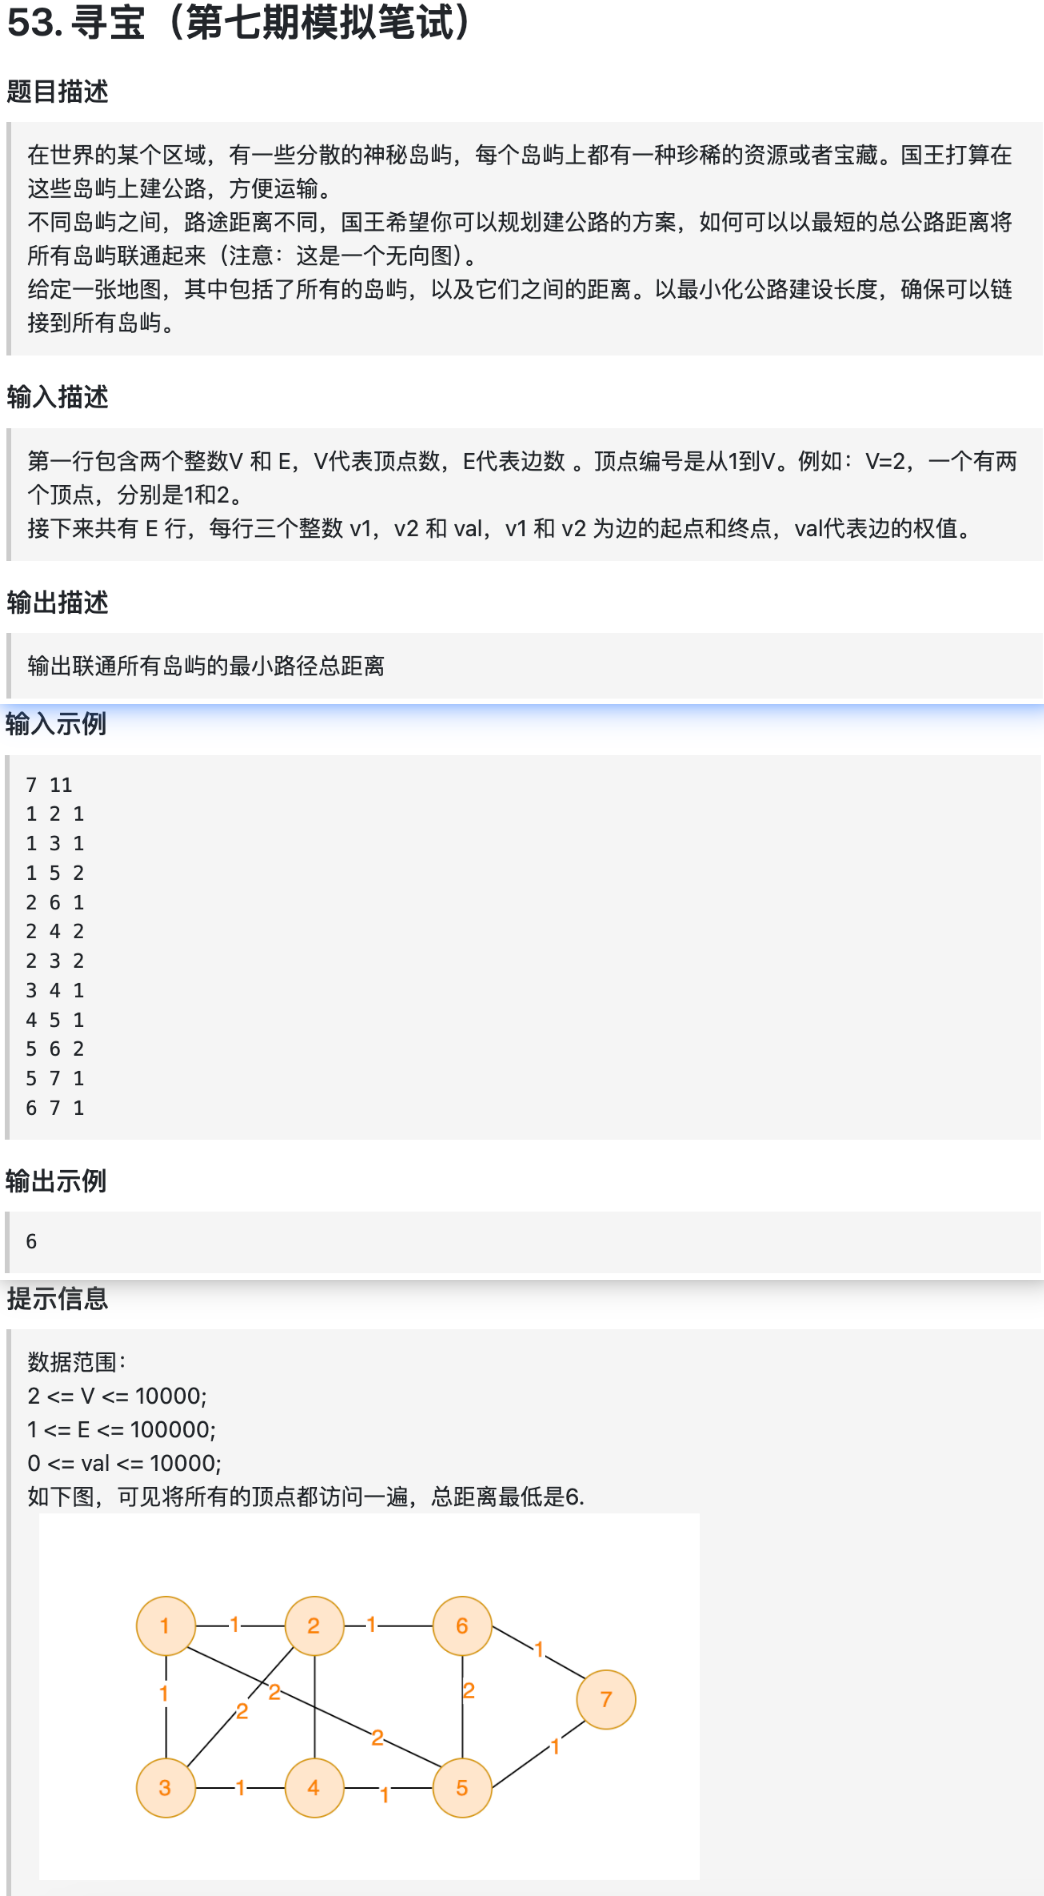 53. 寻宝（第七期模拟笔试）
题目描述
在世界的某个区域，有一些分散的神秘岛屿，每个岛屿上都有一种珍稀的资源或者宝藏。国王打算在
这些岛屿上建公路，方便运输。
不同岛屿之间，路途距离不同，国王希望你可以规划建公路的方案，如何可以以最短的总公路距离将
所有岛屿联通起来（注意：这是一个无向图）。
给定一张地图，其中包括了所有的岛屿，以及它们之间的距离。以最小化公路建设长度，确保可以链
接到所有岛屿。
输入描述
第一行包含两个整数V 和 E，V代表顶点数，E代表边数 。顶点编号是从1到V。例如：V=2，一个有两
个顶点，分别是1和2。
接下来共有 E 行，每行三个整数 v1，v2 和 val，v1 和 v2 为边的起点和终点，val代表边的权值。
输出描述
输出联通所有岛屿的最小路径总距离
输入示例
7 11
1 2 1
1 3 1
1 5 2
2 6 1
2 4 2
2 3 2
3 4 1
4 5 1
5 6 2
5 7 1
6 7 1
输出示例
6
提示信息
数据范围：
2 <= V <= 10000;
1 <= E <= 100000;
0 <= val <= 10000;
如下图，可见将所有的顶点都访问一遍，总距离最低是6.
1 1 2 1 6
1
1 2 2 2 7
2 1
3 1 4 1 5